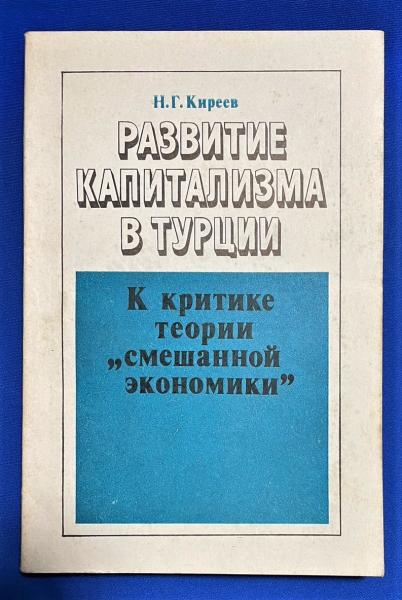 Н.Г. Киреев
РАЗВИТИЕ
КАПИТАЛИЗМА
В ТУРЦИИ
К критике
теории
„смешанной
экономики”